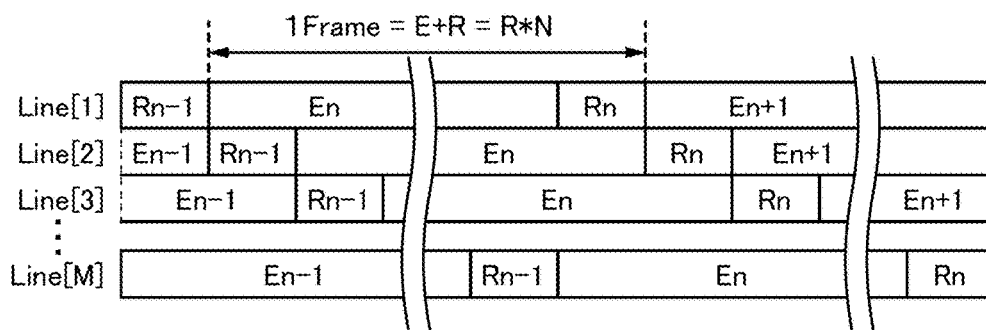 1Frame = E+R = R*N
Line[1] Rn-1 En Rn En+1
Line[2] En-1 Rn-1 En Rn En+1
Line[3] En-1 Rn-1 En Rn En+1
Line[M] En-1 Rn-1 En Rn